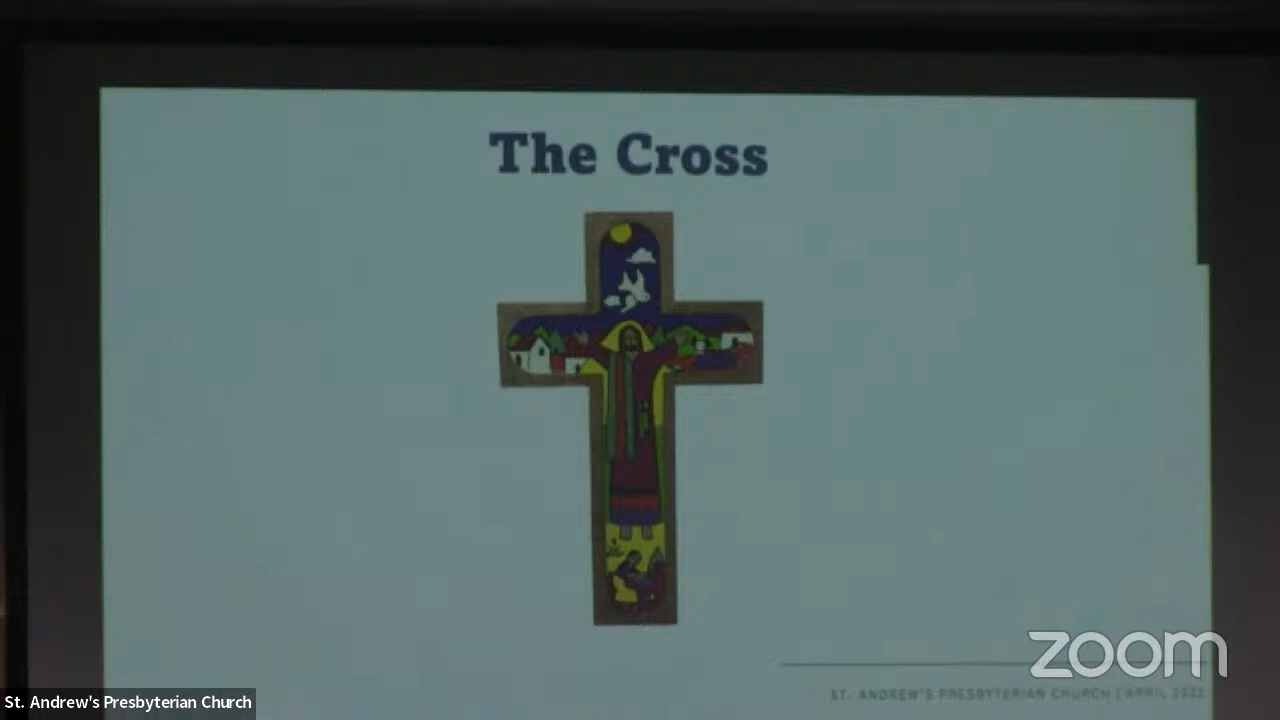 The Cross
zoom
ST. ANDREW'S PRESBYTERIAN CHURCH | APRIL 2022
St. Andrew's Presbyterian Church